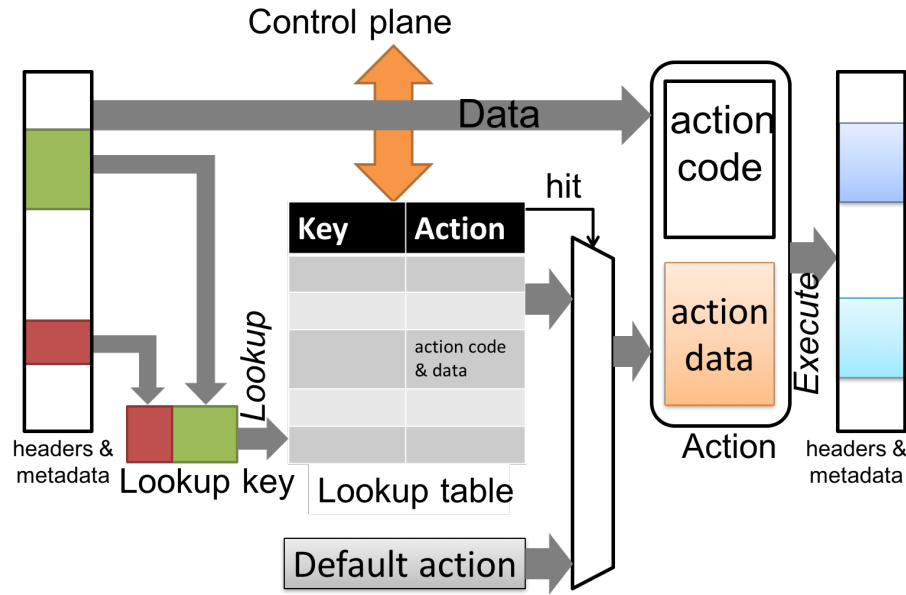 Control plane
Data
action
code
hit
Key Action
action code
& data
Lookup
action
data
Execute
headers &
metadata
Lookup key
Lookup table
Action
headers &
metadata
Default action